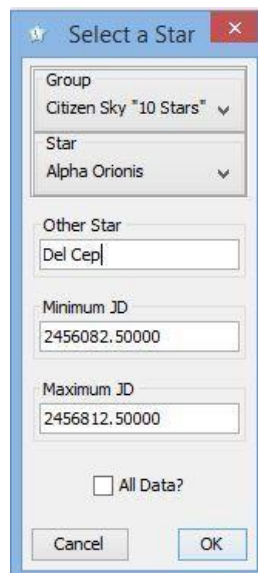 Select a Star
Group
Citizen Sky "10 Stars"
Star
Alpha Orionis
Other Star
Del Cep
Minimum JD
2456082.50000
Maximum JD
2456812.50000
All Data?
Cancel OK